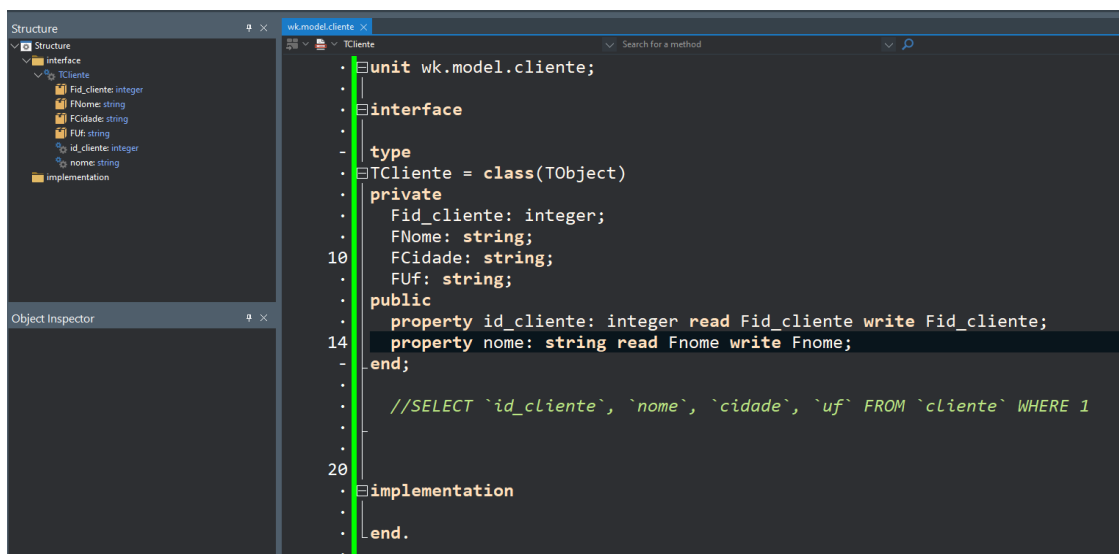 Structure
Structure
interface
TCliente
Fid_cliente: integer
FNome: string
FCidade: string
FUf: string
id_cliente: integer
nome: string
implementation
Object Inspector
wk.model.cliente
TCliente
Search for a method
unit wk.model.cliente;
interface
type
TCliente = class(TObject)
private
Fid_cliente: integer;
FNome: string;
10 FCidade: string;
FUf: string;
public
property id_cliente: integer read Fid_cliente write Fid_cliente;
14 property nome: string read Fnome write Fnome;
end;
//SELECT `id_cliente`, `nome`, `cidade`, `uf` FROM `cliente` WHERE 1
20
implementation
end.